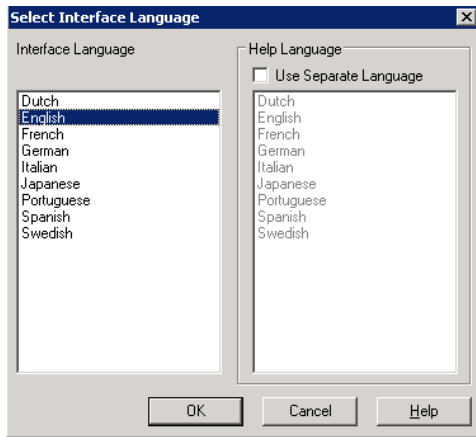 Select Interface Language
Interface Language
Dutch
English
French
German
Italian
Japanese
Portuguese
Spanish
Swedish
Help Language
Use Separate Language
Dutch
English
French
German
Italian
Japanese
Portuguese
Spanish
Swedish
OK
Cancel
Help